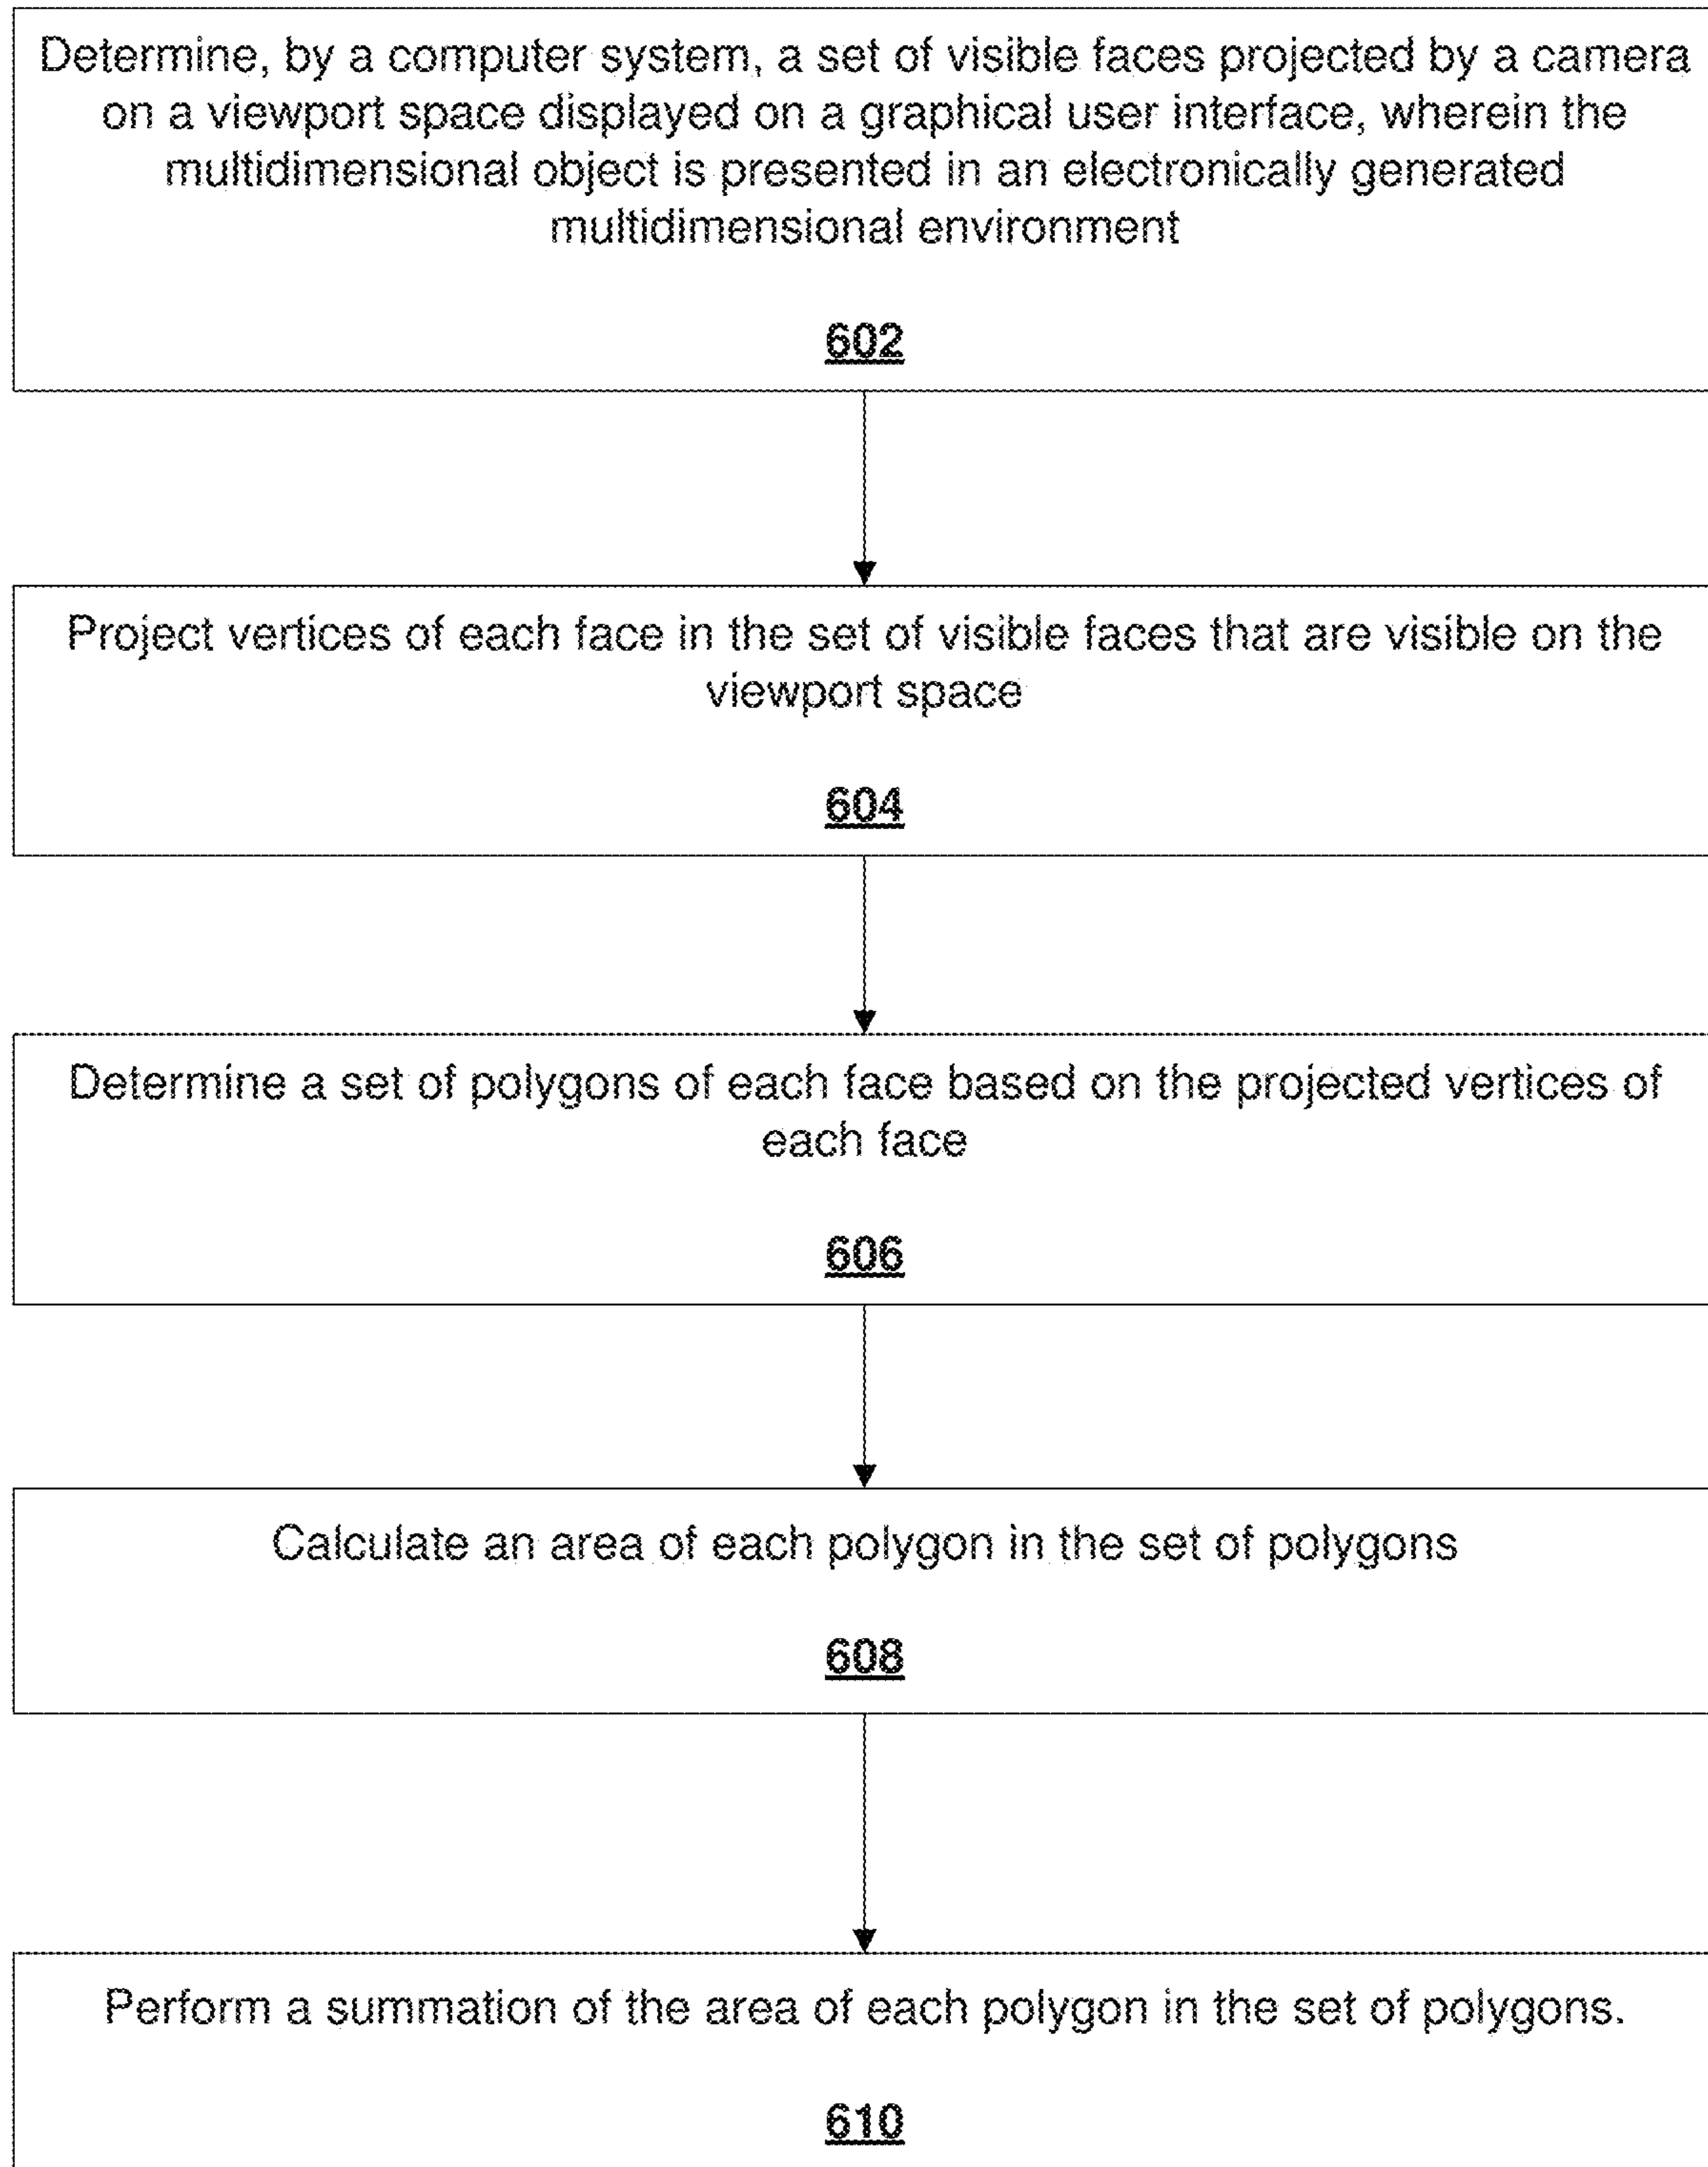 Determine, by a computer system, a set of visible faces projected by a camera
on a viewport space displayed on a graphical user interface, wherein the
multidimensional object is presented in an electronically generated
multidimensional environment
602
Project vertices of each face in the set of visible faces that are visible on the
viewport space
604
Determine a set of polygons of each face based on the projected vertices of
each face
606
Calculate an area of each polygon in the set of polygons
608
Perform a summation of the area of each polygon in the set of polygons.
610